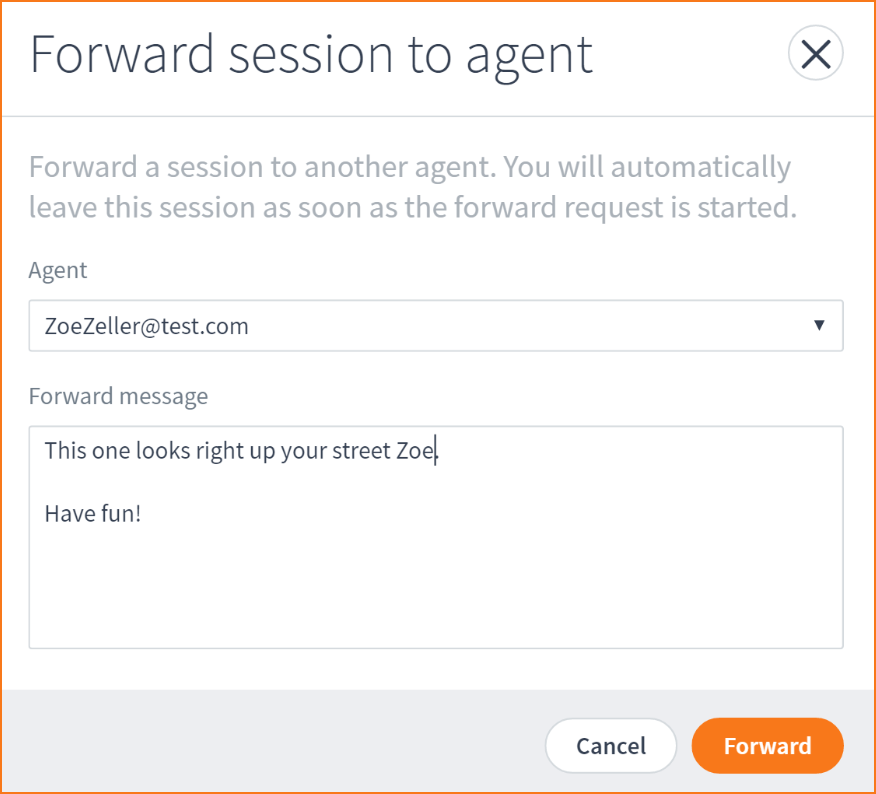 Forward session to agent
Forward a session to another agent. You will automatically
leave this session as soon as the forward request is started.
Agent
ZoeZeller@test.com
Forward message
This one looks right up your street Zoe.
Have fun!
Cancel
Forward